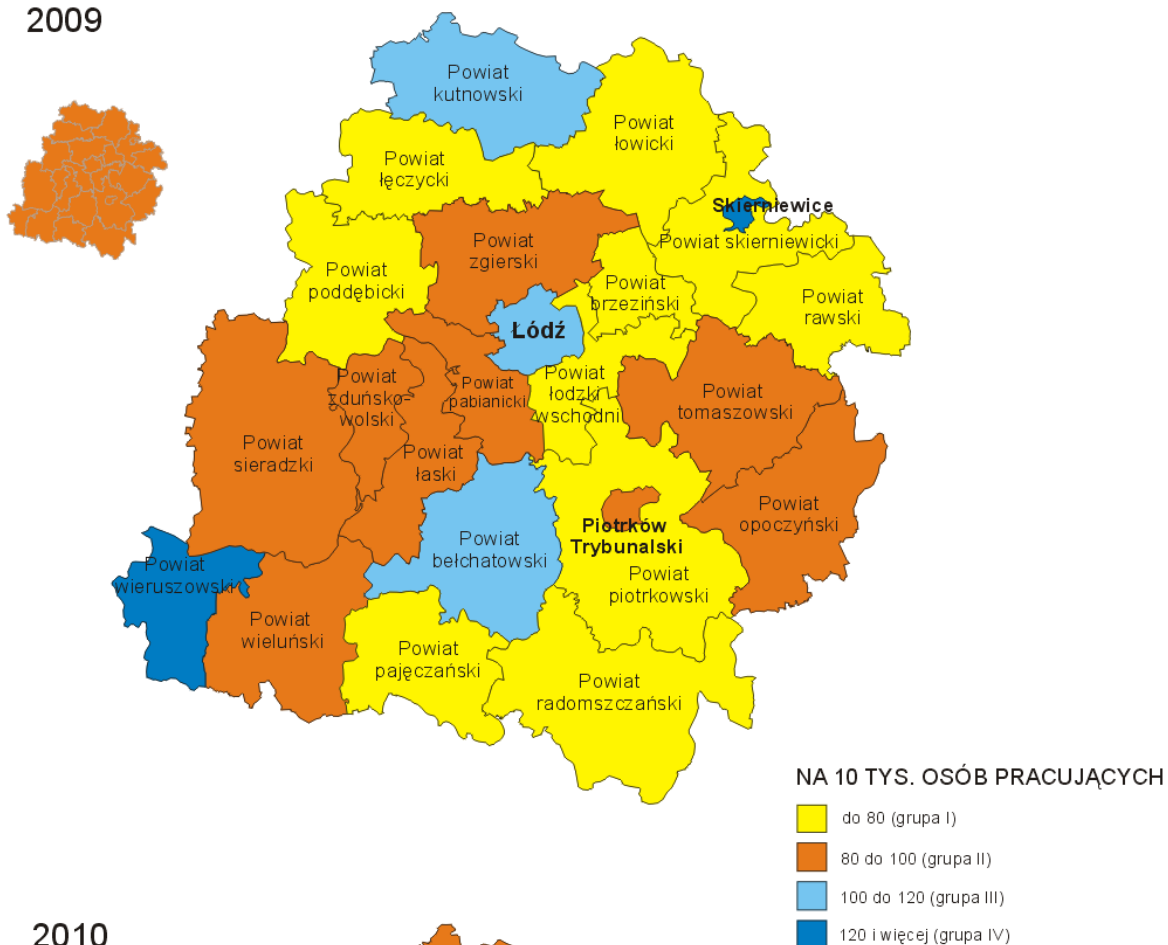 2009
Powiat
kutnowski
Powiat
łowicki
Powiat
łęczycki
Skierniewice
Powiat skierniewicki
Powiat
zgierski
Powiat
poddębicki
Powiat
brzeziński
Powiat
rawski
Łódź
Powiat
zduńsko-
wolski
Powiat
pabianicki
Powiat
łodzki
wschodni
Powiat
tomaszowski
Powiat
sieradzki
Powiat
łaski
Powiat
opoczyński
Piotrków
Trybunalski
Powiat
bełchatowski
Powiat
piotrkowski
Powiat
wieruszowski
Powiat
wieluński
Powiat
pajęczański
Powiat
radomszczański
NA 10 TYS. OSÓB PRACUJĄCYCH
do 80 (grupa I)
80 do 100 (grupa II)
100 do 120 (grupa III)
120 i więcej (grupa IV)
2010